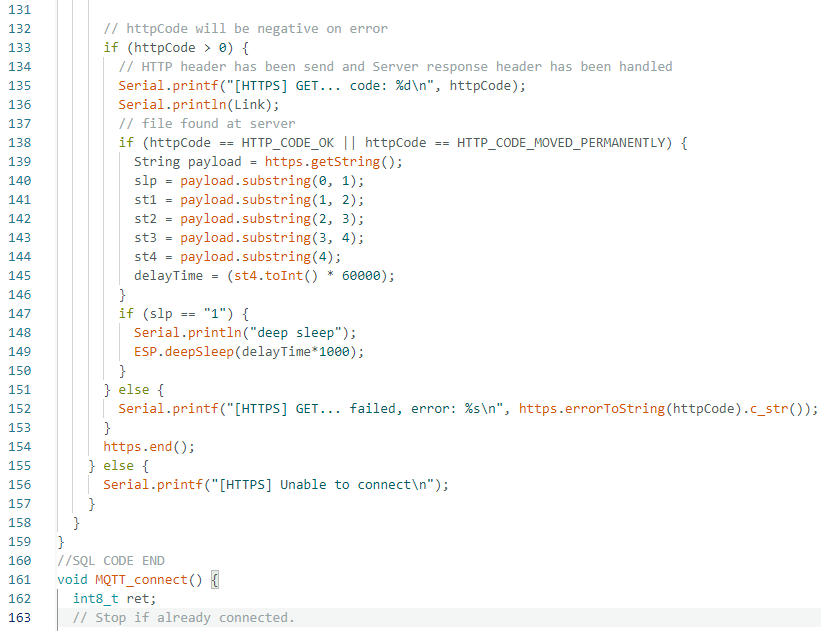 131
132 // httpCode will be negative on error
133 if (httpCode > 0) {
134 // HTTP header has been send and Server response header has been handled
135 Serial.printf("[HTTPS] GET... code: %d\n", httpCode);
136 Serial.println(Link);
137 // file found at server
138 if (httpCode == HTTP_CODE_OK || httpCode == HTTP_CODE_MOVED_PERMANENTLY) {
139 String payload = https.getString();
140 slp = payload.substring(0, 1);
141 st1 = payload.substring(1, 2);
142 st2 = payload.substring(2, 3);
143 st3 = payload.substring(3, 4);
144 st4 = payload.substring(4);
145 delayTime = (st4.toInt() * 60000);
146 }
147 if (slp == "1") {
148 Serial.println("deep sleep");
149 ESP.deepSleep(delayTime*1000);
150 }
151 } else {
152 Serial.printf("[HTTPS] GET... failed, error: %s\n", https.errorToString(httpCode).c_str());
153 }
154 https.end();
155 } else {
156 Serial.printf("[HTTPS] Unable to connect\n");
157 }
158 }
159 }
160 //SQL CODE END
161 void MQTT_connect() {
162 int8_t ret;
163 // Stop if already connected.